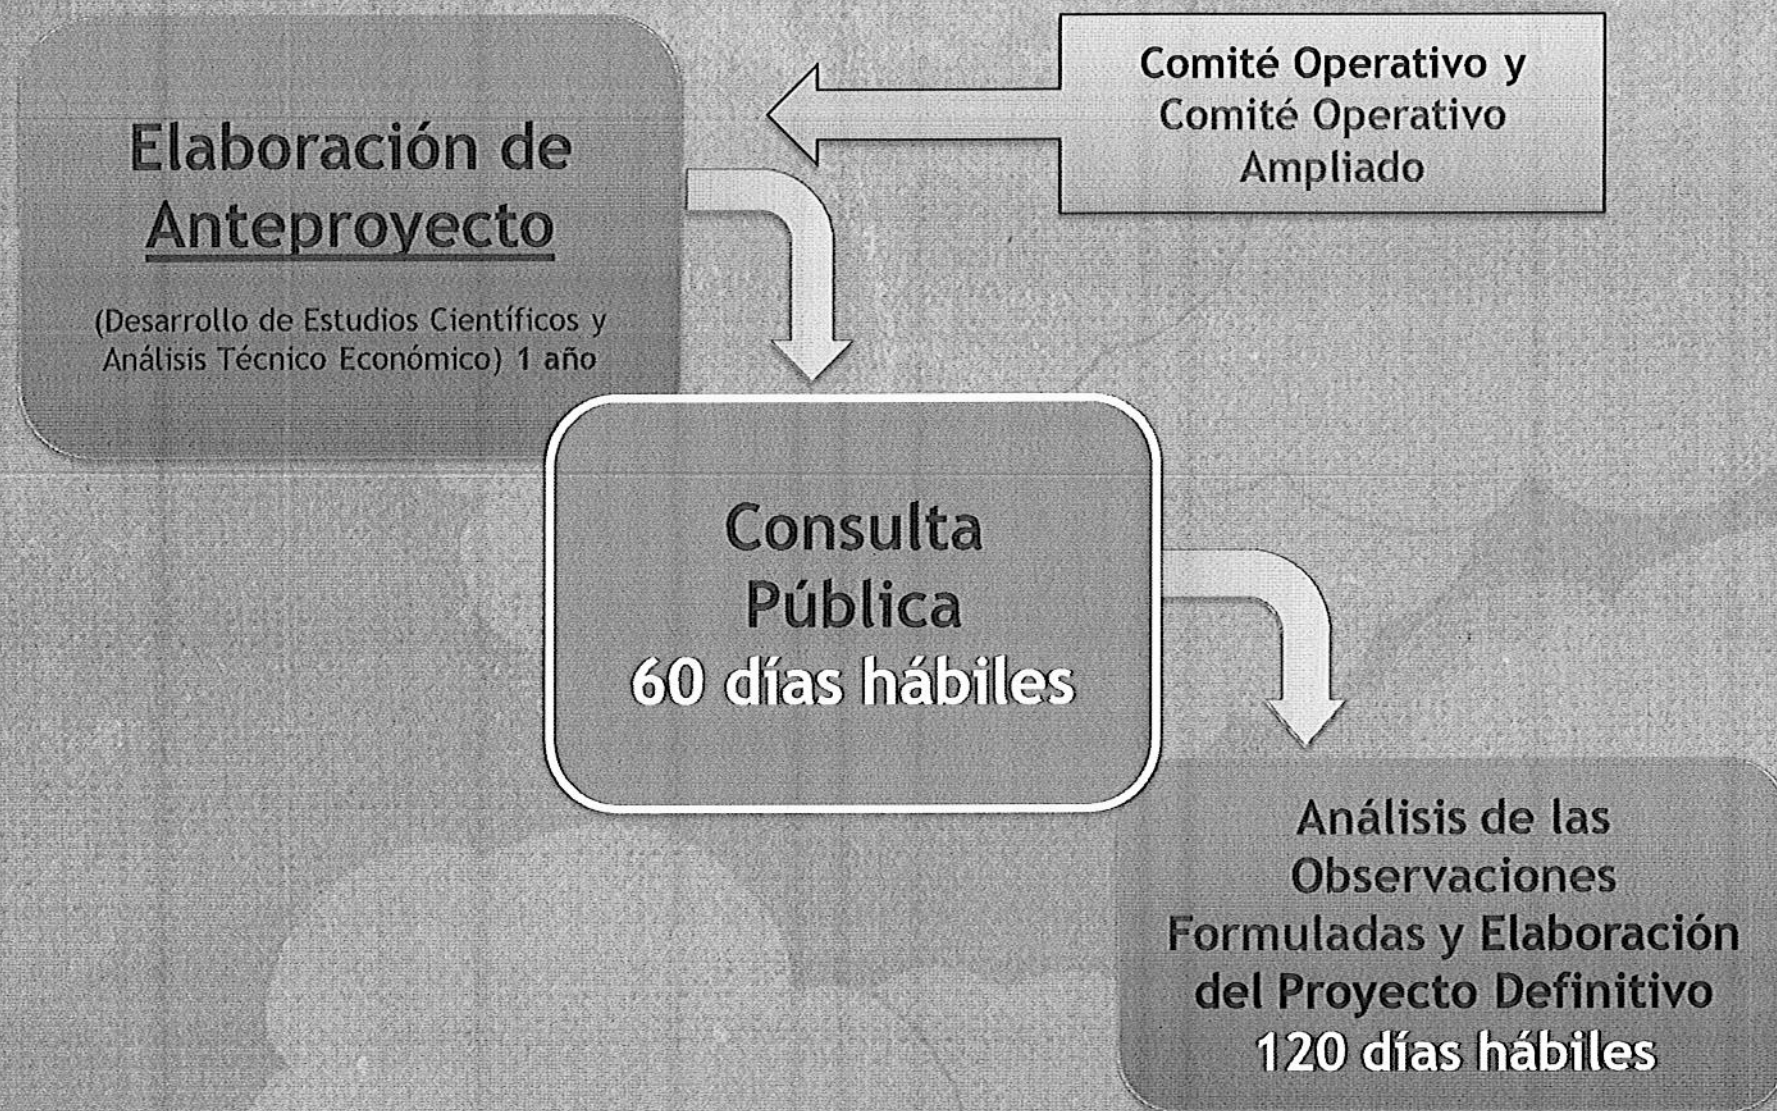 Elaboración de
Anteproyecto
(Desarrollo de Estudios Científicos y
Análisis Técnico Económico) 1 año
Comité Operativo y
Comité Operativo
Ampliado
Consulta
Pública
60 días hábiles
Análisis de las
Observaciones
Formuladas y Elaboración
del Proyecto Definitivo
120 días hábiles